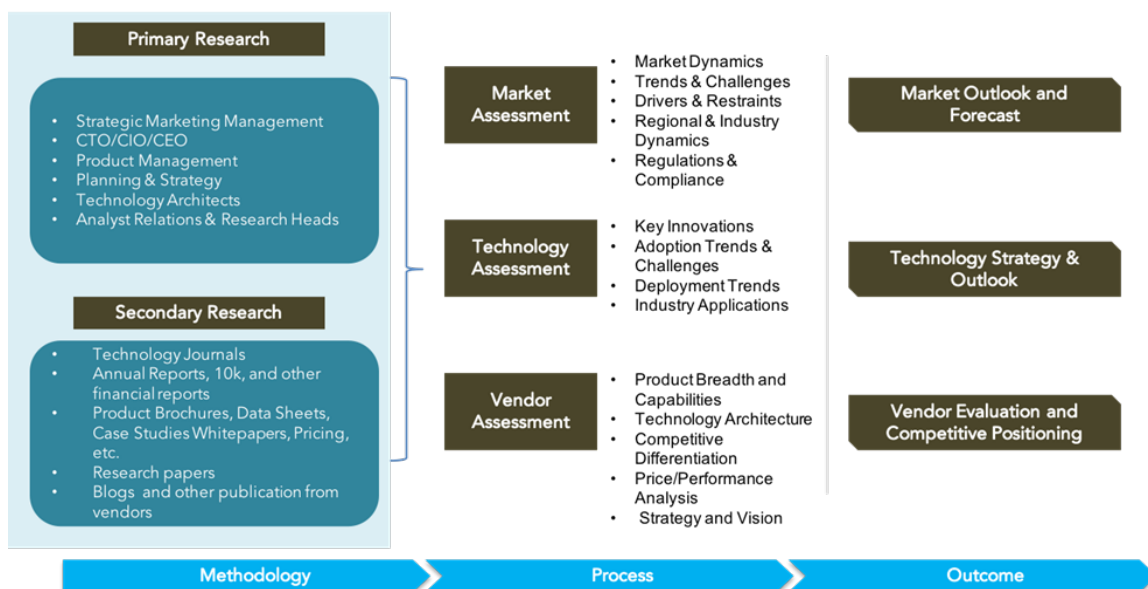 Primary Research
• Strategic Marketing Management
• CTO/CIO/CEO
• Product Management
• Planning & Strategy
• Technology Architects
• Analyst Relations & Research Heads
Secondary Research
• Technology Journals
• Annual Reports, 10k, and other
financial reports
• Product Brochures, Data Sheets,
Case Studies Whitepapers, Pricing,
etc.
• Research papers
• Blogs and other publication from
vendors
Market
Assessment
• Market Dynamics
• Trends & Challenges
• Drivers & Restraints
• Regional & Industry
Dynamics
• Regulations &
Compliance
Technology
Assessment
• Key Innovations
• Adoption Trends &
Challenges
• Deployment Trends
• Industry Applications
Vendor
Assessment
• Product Breadth and
Capabilities
• Technology Architecture
• Competitive
Differentiation
• Price/Performance
Analysis
• Strategy and Vision
Market Outlook and
Forecast
Technology Strategy &
Outlook
Vendor Evaluation and
Competitive Positioning
Methodology
Process
Outcome